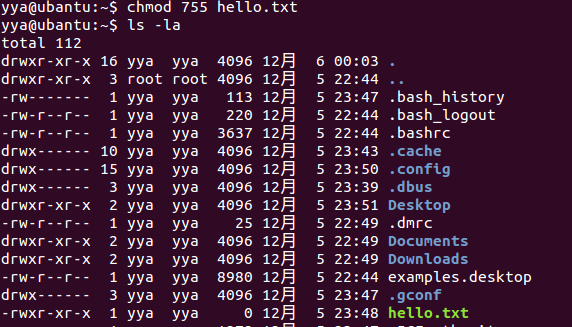 yya@ubantu:~$ chmod 755 hello.txt
yya@ubantu:~$ ls -la
total 112
drwxr-xr-x 16 yya  yya  4096 12月  6 00:03 .
drwxr-xr-x  3 root root 4096 12月  5 22:44 ..
-rw-------  1 yya  yya   113 12月  5 23:47 .bash_history
-rw-r--r--  1 yya  yya   220 12月  5 22:44 .bash_logout
-rw-r--r--  1 yya  yya  3637 12月  5 22:44 .bashrc
drwx------ 10 yya  yya  4096 12月  5 23:43 .cache
drwx------ 15 yya  yya  4096 12月  5 23:50 .config
drwx------  3 yya  yya  4096 12月  5 23:39 .dbus
drwxr-xr-x  2 yya  yya  4096 12月  5 23:51 Desktop
-rw-r--r--  1 yya  yya    25 12月  5 22:49 .dmrc
drwxr-xr-x  2 yya  yya  4096 12月  5 22:49 Documents
drwxr-xr-x  2 yya  yya  4096 12月  5 22:49 Downloads
-rw-r--r--  1 yya  yya  8980 12月  5 22:44 examples.desktop
drwx------  3 yya  yya  4096 12月  5 23:47 .gconf
-rwxr-xr-x  1 yya  yya     0 12月  5 23:48 hello.txt